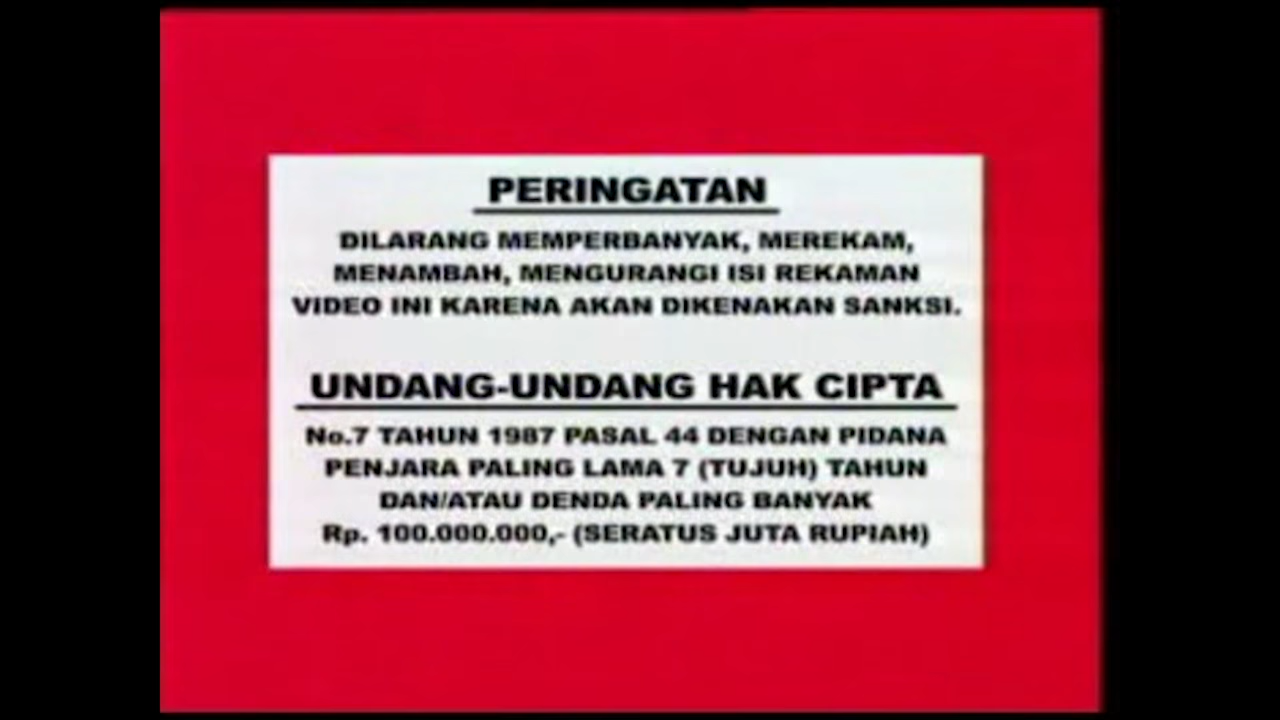 PERINGATAN
DILARANG MEMPERBANYAK, MEREKAM,
MENAMBAH, MENGURANGI ISI REKAMAN
VIDEO INI KARENA AKAN DIKENAKAN SANKSI.
UNDANG-UNDANG HAK CIPTA
No.7 TAHUN 1987 PASAL 44 DENGAN PIDANA
PENJARA PALING LAMA 7 (TUJUH) TAHUN
DAN/ATAU DENDA PALING BANYAK
Rp. 100.000.000,- (SERATUS JUTA RUPIAH)